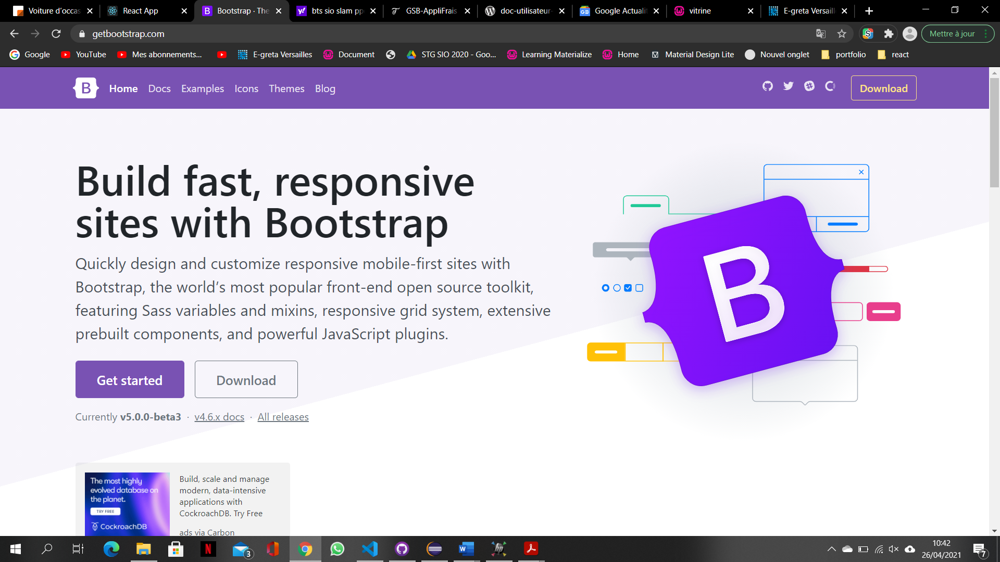 Voiture d'occas
React App
Bootstrap · The
bts sio slam pp
GSB-AppliFrais
doc-utilisateur-
Google Actualit
vitrine
E-greta Versaill
getbootstrap.com
Mettre à jour
Google
YouTube
Mes abonnements...
E-greta Versailles
Document
STG SIO 2020 - Goo...
Learning Materialize
Home
Material Design Lite
Nouvel onglet
portfolio
react
B
Home
Docs
Examples
Icons
Themes
Blog
Download
Build fast, responsive
sites with Bootstrap
Quickly design and customize responsive mobile-first sites with
Bootstrap, the world’s most popular front-end open source toolkit,
featuring Sass variables and mixins, responsive grid system, extensive
prebuilt components, and powerful JavaScript plugins.
B
Get started
Download
Currently v5.0.0-beta3 · v4.6.x docs · All releases
The most highly
evolved database on
the planet.
TRY FREE
CockroachDB
Build, scale and manage
modern, data-intensive
applications with
CockroachDB. Try Free
ads via Carbon
3
10:42
26/04/2021
7